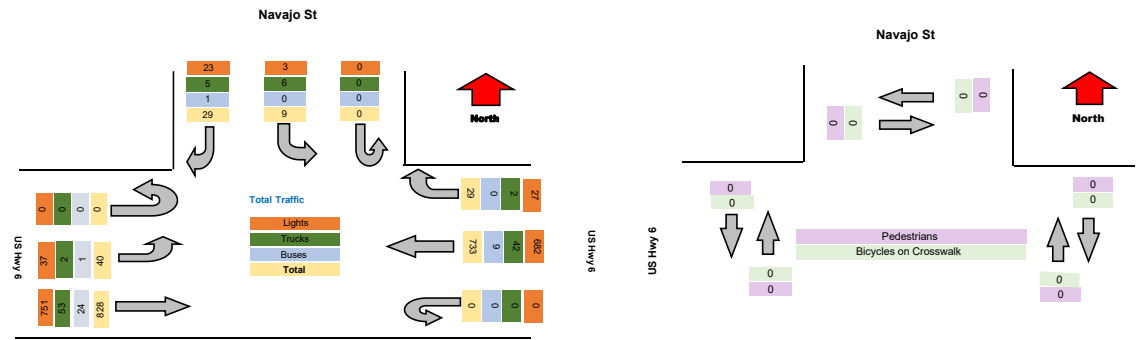 Navajo St
23 3 0
5 6 0
1 0 0
29 9 0
North
0 0 0 0
37 2 1 40
751 53 24 828
US Hwy 6
Total Traffic
Lights
Trucks
Buses
Total
29 0 2 27
733 9 42 682
0 0 0 0
US Hwy 6
Navajo St
0 0
0 0
North
0
0
0
0
US Hwy 6
Pedestrians
Bicycles on Crosswalk
0
0
0
0